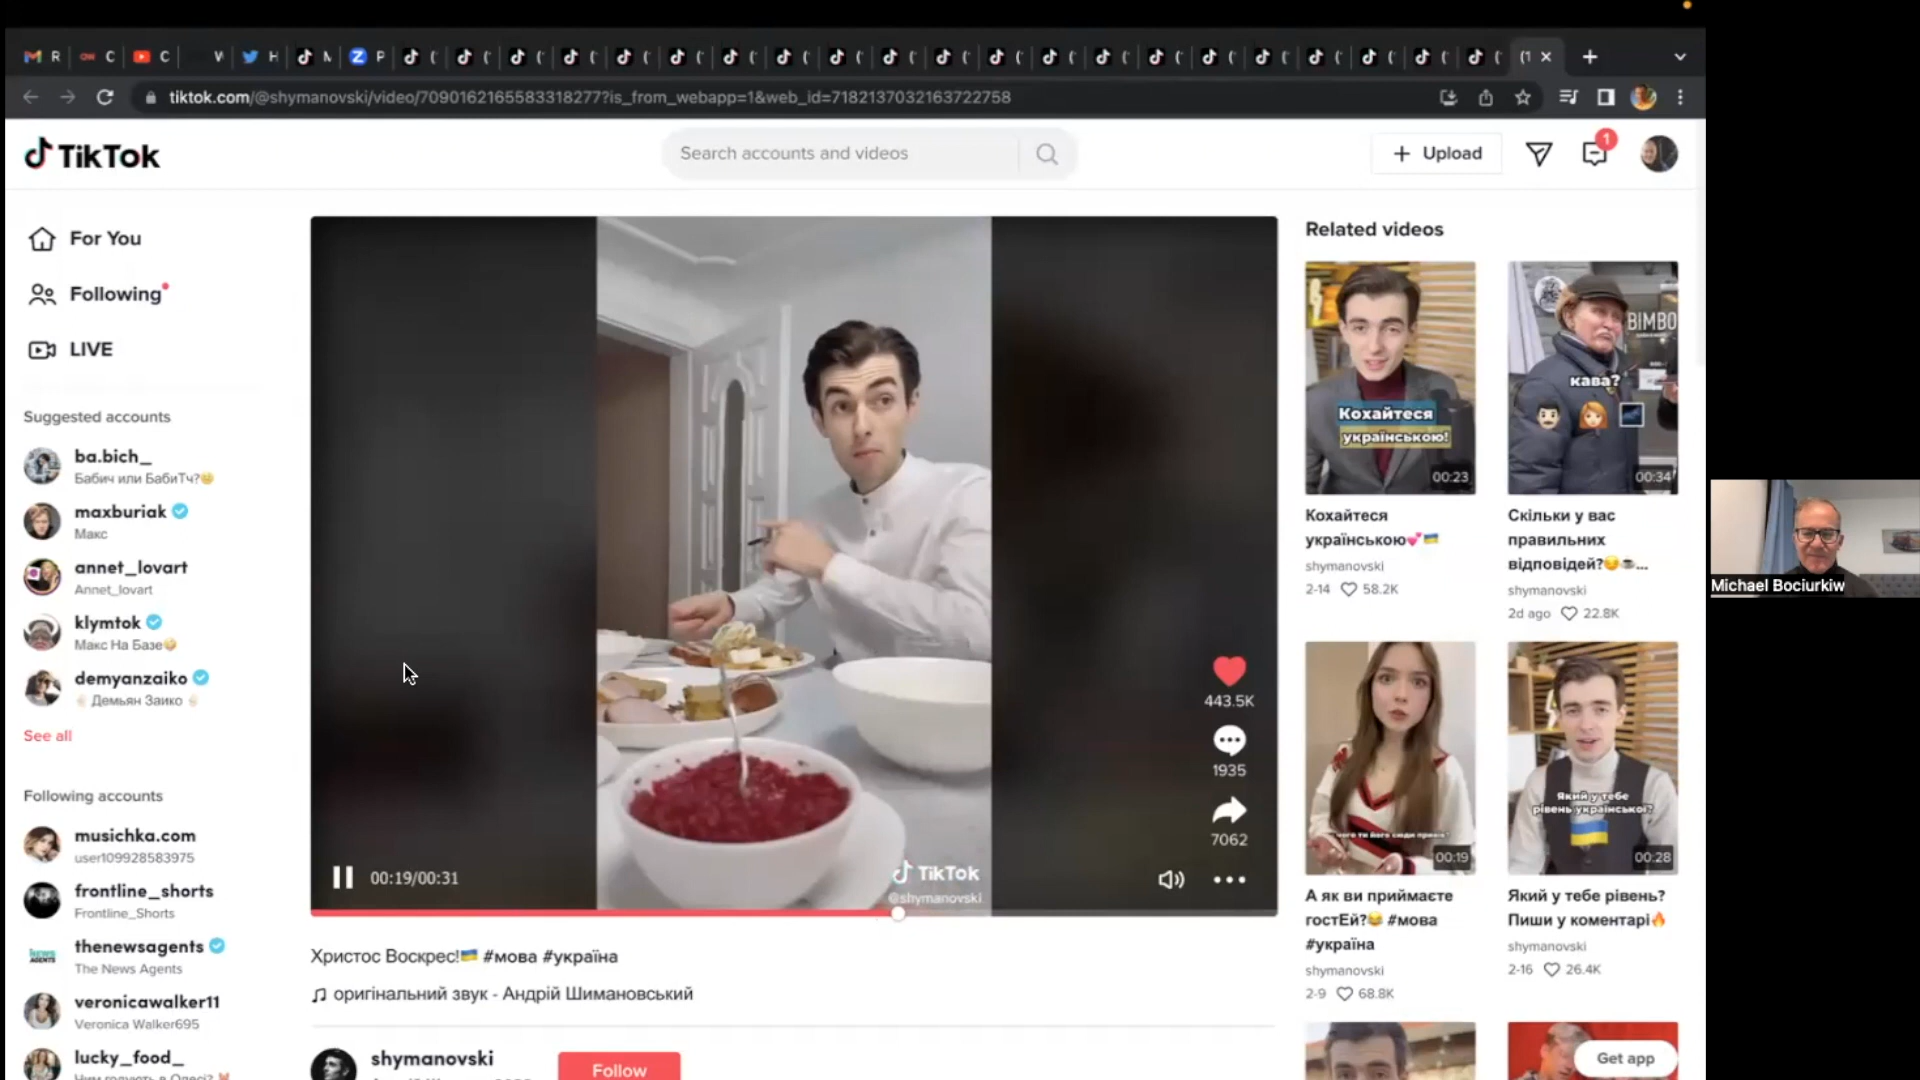 tiktok.com/@shymanovski/video/7090162165583318277?is_from_webapp=1&web_id=7182137032163722758
TikTok
Search accounts and videos
Upload
1
For You
Following
LIVE
Suggested accounts
ba.bich_
Бабич или БабиТч?
maxburiak
Макс
annet_lovart
Annet_lovart
klymtok
Макс На Базе
demyanzaiko
Демьян Заико
See all
Following accounts
musichka.com
user109928583975
frontline_shorts
Frontline_Shorts
thenewsagents
The News Agents
veronicawalker11
Veronica Walker695
lucky_food_
443.5K
1935
7062
00:19/00:31
TikTok
@shymanovski
Христос Воскрес!🇺🇦 #мова #україна
оригінальний звук - Андрій Шимановський
shymanovski
Follow
Related videos
Кохайтеся
українською!
00:23
Кохайтеся
українською💕🇺🇦
shymanovski
2-14 58.2K
BIMBO
кава?
00:34
Скільки у вас
правильних
відповідей?😏☕...
shymanovski
2d ago 22.8K
00:19
А як ви приймаєте
гостЕй?😂 #мова
#україна
shymanovski
2-9 68.8K
Який у тебе
рівень української?
00:28
Який у тебе рівень?
Пиши у коментарі🔥
shymanovski
2-16 26.4K
Get app
Michael Bociurkiw